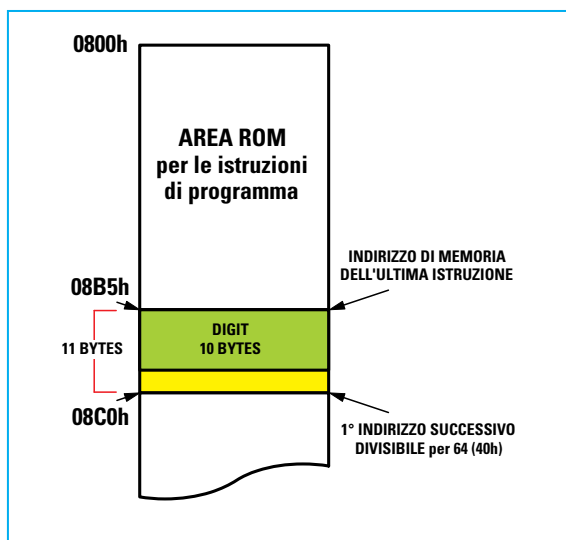 0800h
AREA ROM
per le istruzioni
di programma
INDIRIZZO DI MEMORIA
DELL'ULTIMA ISTRUZIONE
08B5h
DIGIT
10 BYTES
11 BYTES
08C0h
1° INDIRIZZO SUCCESSIVO
DIVISIBILE per 64 (40h)